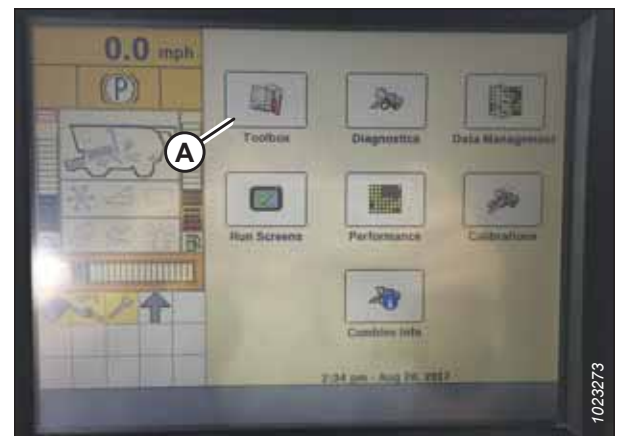 0.0 mph
(P)
A
Toolbox
Diagnostics
Data Management
Run Screens
Performance
Calibrations
Combine Info
2:34 pm - Aug 24, 2017
1023273